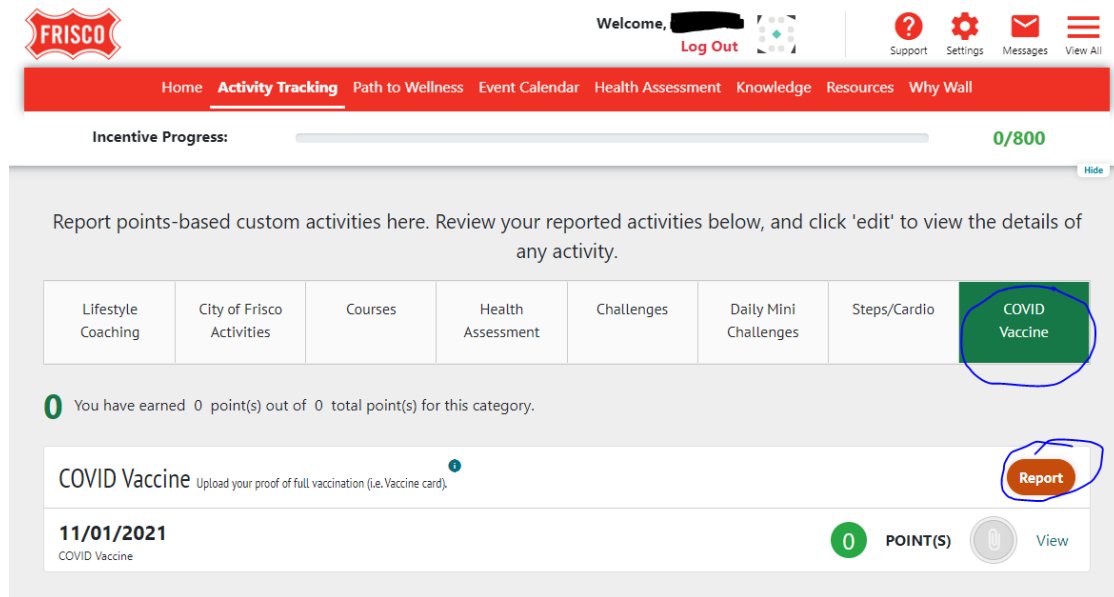 FRISCO
Welcome,
Log Out
Support Settings Messages View All
Home Activity Tracking Path to Wellness Event Calendar Health Assessment Knowledge Resources Why Wall
Incentive Progress: 0/800
Hide
Report points-based custom activities here. Review your reported activities below, and click 'edit' to view the details of
any activity.
Lifestyle Coaching
City of Frisco Activities
Courses
Health Assessment
Challenges
Daily Mini Challenges
Steps/Cardio
COVID Vaccine
0 You have earned 0 point(s) out of 0 total point(s) for this category.
COVID Vaccine Upload your proof of full vaccination (i.e. Vaccine card).
Report
11/01/2021
COVID Vaccine
0 POINT(S) View